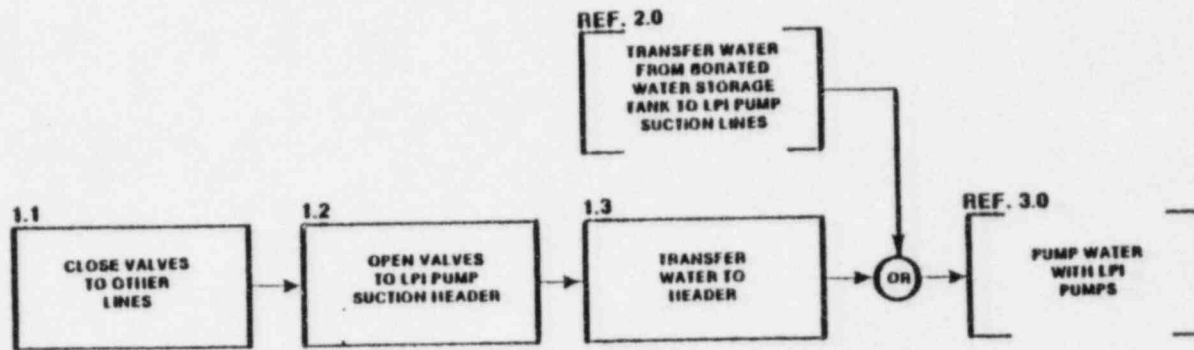 REF. 2.0
TRANSFER WATER
FROM BORATED
WATER STORAGE
TANK TO LPI PUMP
SUCTION LINES
1.1
CLOSE VALVES
TO OTHER
LINES
1.2
OPEN VALVES
TO LPI PUMP
SUCTION HEADER
1.3
TRANSFER
WATER TO
HEADER
OR
REF. 3.0
PUMP WATER
WITH LPI
PUMPS